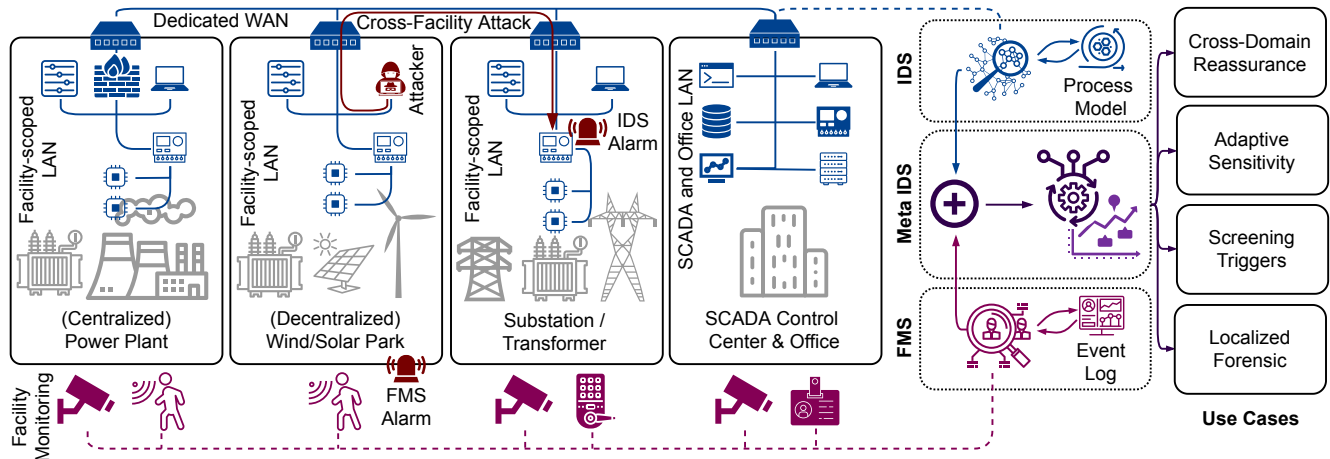 Dedicated WAN
Cross-Facility Attack
Facility-scoped
LAN
(Centralized)
Power Plant
Facility-scoped
LAN
Attacker
(Decentralized)
Wind/Solar Park
Facility-scoped
LAN
IDS
Alarm
Substation /
Transformer
SCADA and Office LAN
SCADA Control
Center & Office
Facility
Monitoring
FMS
Alarm
IDS
Process
Model
Meta IDS
FMS
Event
Log
Cross-Domain
Reassurance
Adaptive
Sensitivity
Screening
Triggers
Localized
Forensic
Use Cases